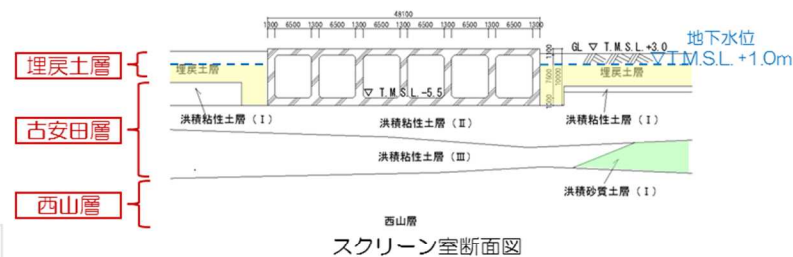 48100
1300 6500 1300 6500 1300 6500 1300 6500 1300 6500 1300 6500 1300
GL ▽ T.M.S.L.+3.0
地下水位
▽T.M.S.L.+1.0m
埋戻土層
埋戻土層
埋戻土層
1200
7600
10000
1200
▽ T.M.S.L.-5.5
洪積粘性土層（Ⅰ）
洪積粘性土層（Ⅱ）
洪積粘性土層（Ⅰ）
古安田層
洪積粘性土層（Ⅲ）
洪積砂質土層（Ⅰ）
西山層
西山層
スクリーン室断面図